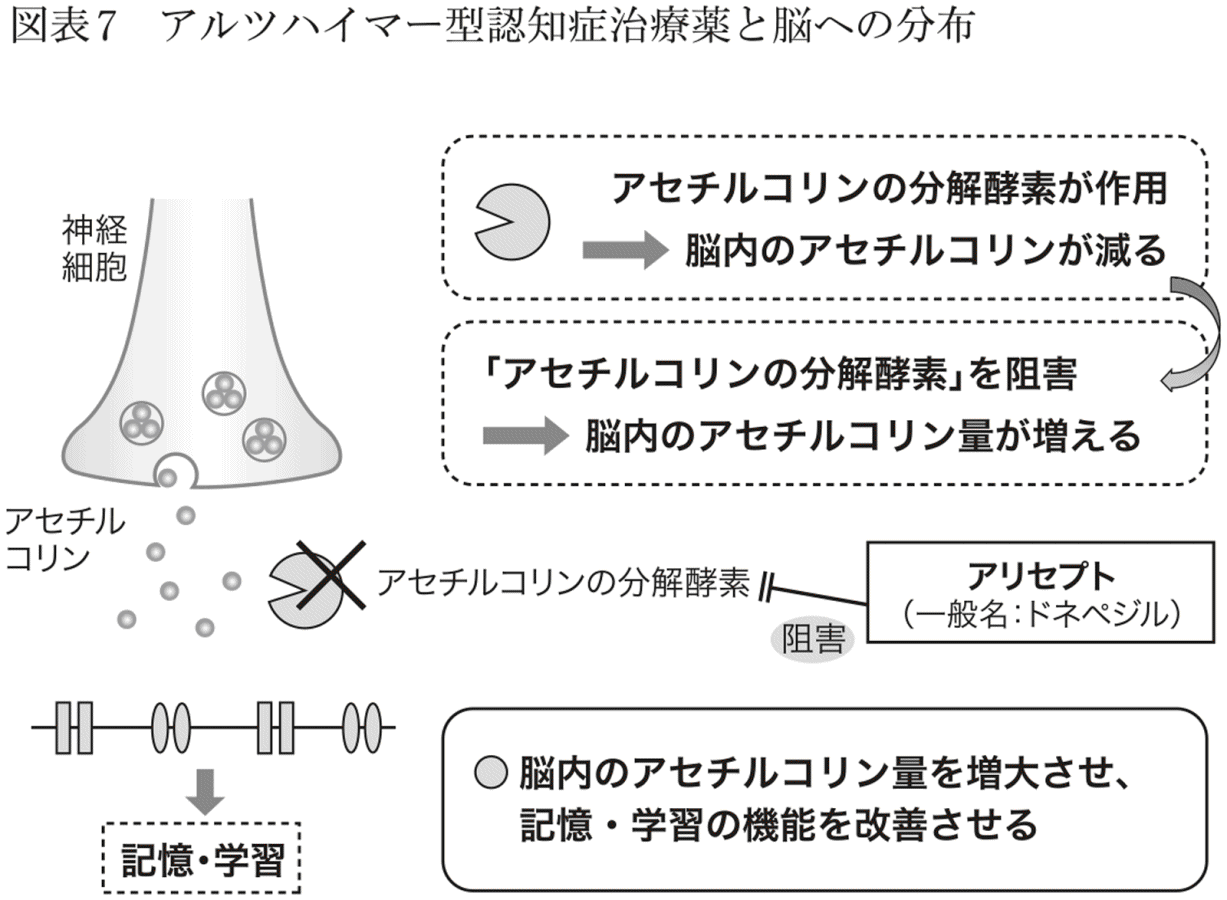 図表7　アルツハイマー型認知症治療薬と脳への分布
神経
細胞
アセチルコリンの分解酵素が作用
脳内のアセチルコリンが減る
「アセチルコリンの分解酵素」を阻害
脳内のアセチルコリン量が増える
アセチル
コリン
アセチルコリンの分解酵素
阻害
アリセプト
（一般名：ドネペジル）
記憶・学習
脳内のアセチルコリン量を増大させ、
記憶・学習の機能を改善させる